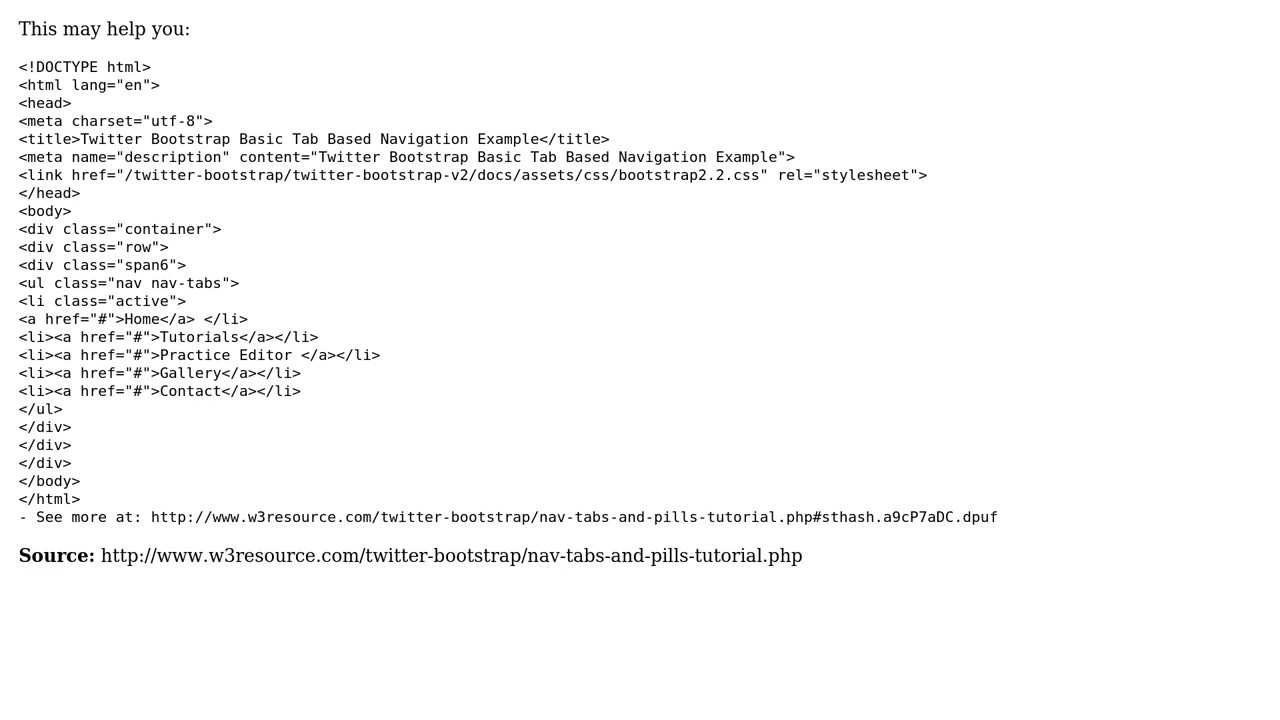 This may help you:
<!DOCTYPE html>
<html lang="en">
<head>
<meta charset="utf-8">
<title>Twitter Bootstrap Basic Tab Based Navigation Example</title>
<meta name="description" content="Twitter Bootstrap Basic Tab Based Navigation Example">
<link href="/twitter-bootstrap/twitter-bootstrap-v2/docs/assets/css/bootstrap2.2.css" rel="stylesheet">
</head>
<body>
<div class="container">
<div class="row">
<div class="span6">
<ul class="nav nav-tabs">
<li class="active">
<a href="#">Home</a> </li>
<li><a href="#">Tutorials</a></li>
<li><a href="#">Practice Editor </a></li>
<li><a href="#">Gallery</a></li>
<li><a href="#">Contact</a></li>
</ul>
</div>
</div>
</div>
</body>
</html>
- See more at: http://www.w3resource.com/twitter-bootstrap/nav-tabs-and-pills-tutorial.php#sthash.a9cP7aDC.dpuf
Source: http://www.w3resource.com/twitter-bootstrap/nav-tabs-and-pills-tutorial.php